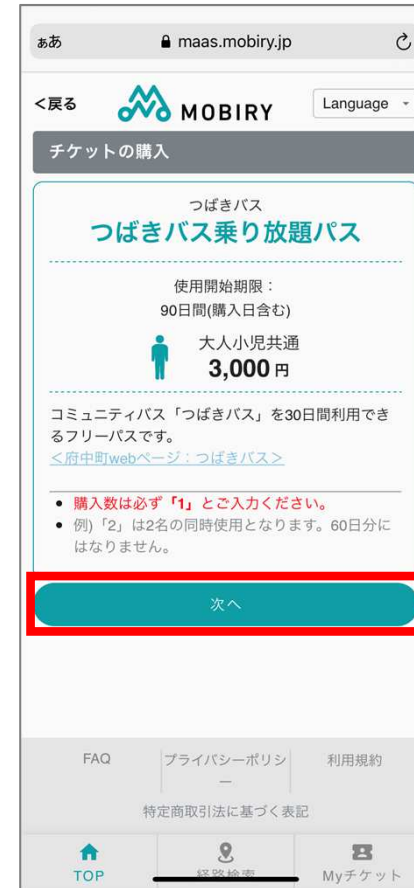 ぁあ maas.mobiry.jp
<戻る MOBIRY Language
チケットの購入
つばきバス
つばきバス乗り放題パス
使用開始期限：
90日間(購入日含む)
大人小児共通
3,000 円
コミュニティバス「つばきバス」を30日間利用でき
るフリーパスです。
<府中町webページ：つばきバス>
• 購入数は必ず「1」とご入力ください。
• 例)「2」は2名の同時使用となります。60日分に
はなりません。
次へ
FAQ プライバシーポリシ 利用規約
ー
特定商取引法に基づく表記
TOP 経路検索 Myチケット